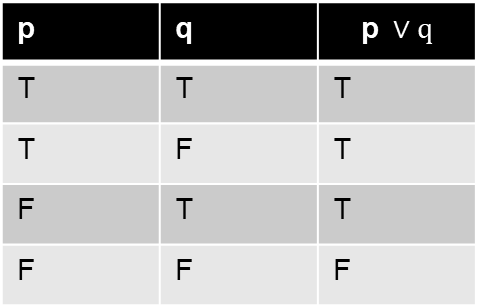 p q p ∨ q
T T T
T F T
F T T
F F F